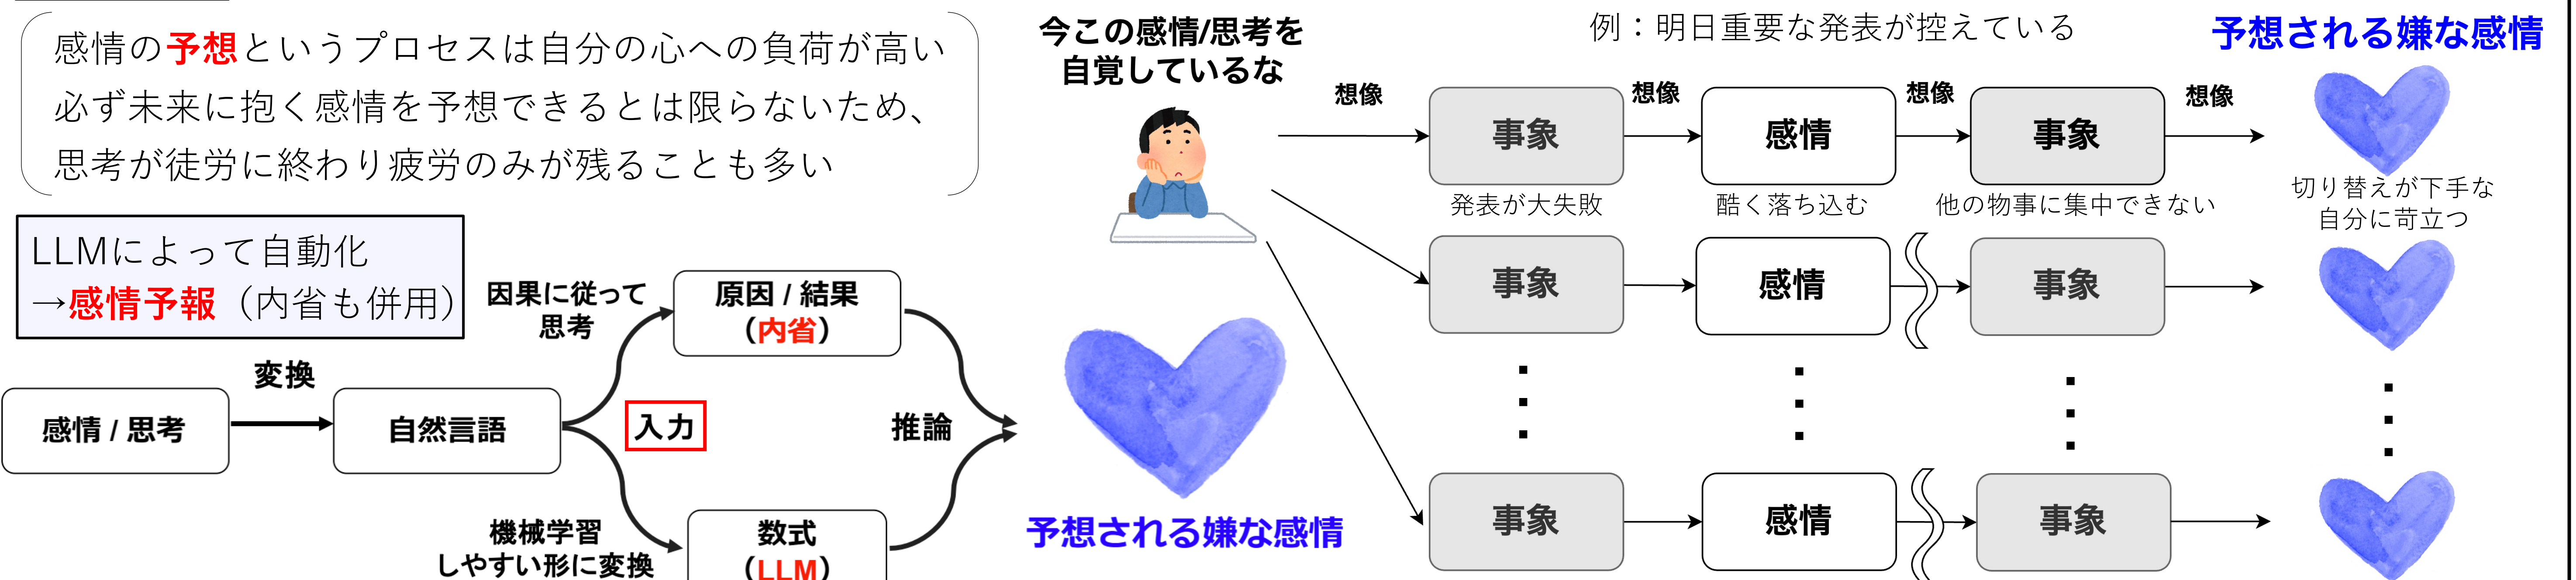 感情の予想というプロセスは自分の心への負荷が高い
必ず未来に抱く感情を予想できるとは限らないため、
思考が徒労に終わり疲労のみが残ることも多い
LLMによって自動化
→感情予報（内省も併用）
感情 / 思考
変換
自然言語
因果に従って
思考
原因 / 結果
（内省）
入力
機械学習
しやすい形に変換
数式
（LLM）
推論
予想される嫌な感情
今この感情/思考を
自覚しているな
例：明日重要な発表が控えている
予想される嫌な感情
想像
事象
想像
感情
想像
事象
想像
発表が大失敗
酷く落ち込む
他の物事に集中できない
切り替えが下手な
自分に苛立つ
事象
感情
事象
事象
感情
事象